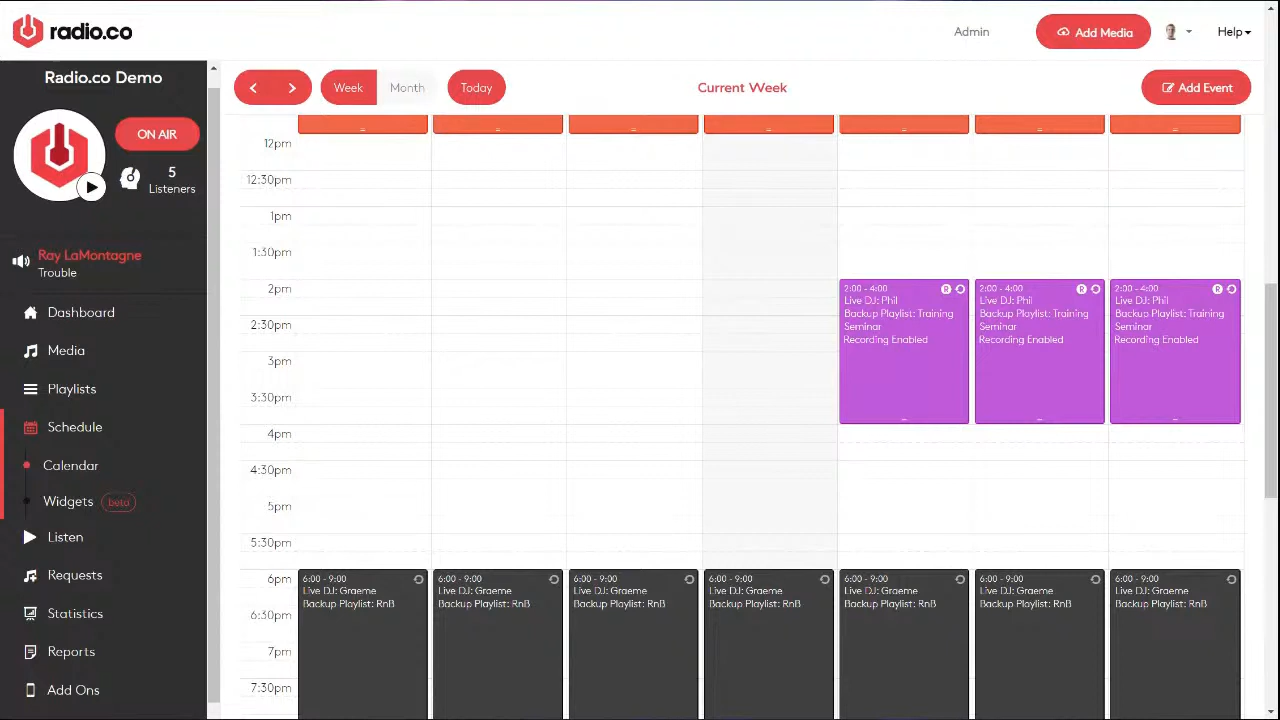 radio.co
Admin
Add Media
Help
Radio.co Demo
ON AIR
5
Listeners
Ray LaMontagne
Trouble
Dashboard
Media
Playlists
Schedule
Calendar
Widgets beta
Listen
Requests
Statistics
Reports
Add Ons
Week
Month
Today
Current Week
Add Event
12pm
12:30pm
1pm
1:30pm
2pm
2:30pm
3pm
3:30pm
4pm
4:30pm
5pm
5:30pm
6pm
6:30pm
7pm
7:30pm
2:00 - 4:00 R
Live DJ: Phil
Backup Playlist: Training
Seminar
Recording Enabled
2:00 - 4:00 R
Live DJ: Phil
Backup Playlist: Training
Seminar
Recording Enabled
2:00 - 4:00 R
Live DJ: Phil
Backup Playlist: Training
Seminar
Recording Enabled
6:00 - 9:00
Live DJ: Graeme
Backup Playlist: RnB
6:00 - 9:00
Live DJ: Graeme
Backup Playlist: RnB
6:00 - 9:00
Live DJ: Graeme
Backup Playlist: RnB
6:00 - 9:00
Live DJ: Graeme
Backup Playlist: RnB
6:00 - 9:00
Live DJ: Graeme
Backup Playlist: RnB
6:00 - 9:00
Live DJ: Graeme
Backup Playlist: RnB
6:00 - 9:00
Live DJ: Graeme
Backup Playlist: RnB